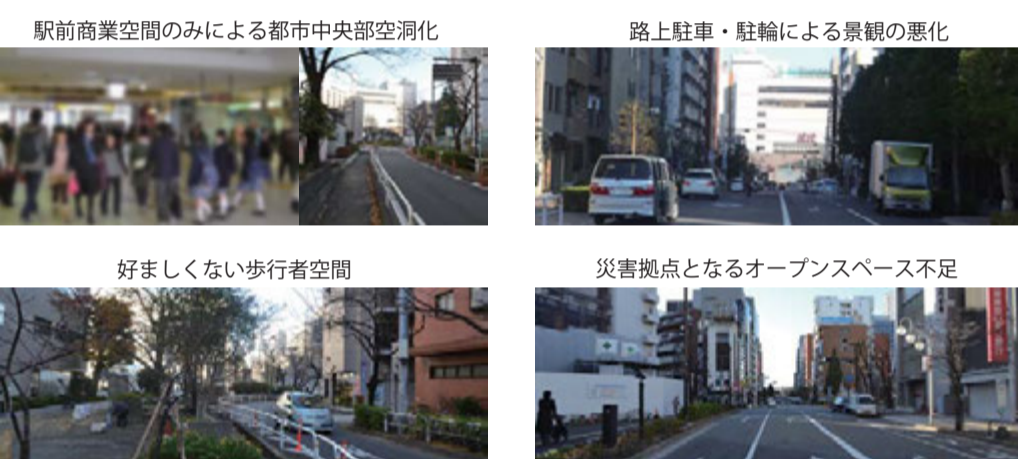 駅前商業空間のみによる都市中央部空洞化
路上駐車・駐輪による景観の悪化
好ましくない歩行者空間
災害拠点となるオープンスペース不足